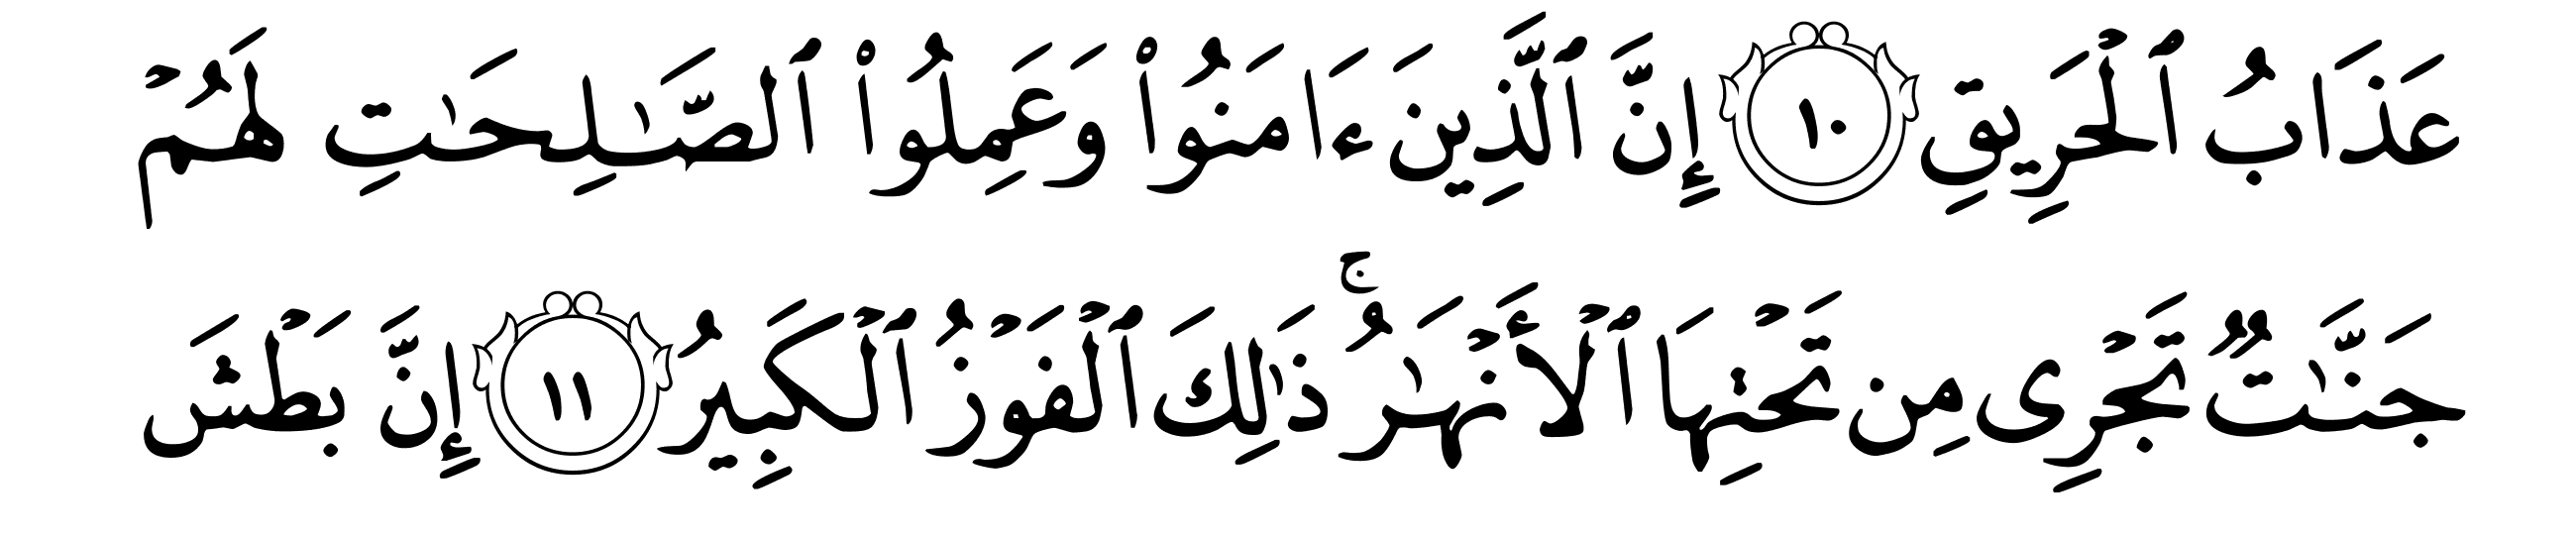 عَذَابُ ٱلْحَرِيقِ ١٠ إِنَّ ٱلَّذِينَ ءَامَنُوا۟ وَعَمِلُوا۟ ٱلصَّـٰلِحَـٰتِ لَهُمْ
جَنَّـٰتٌ تَجْرِى مِن تَحْتِهَا ٱلْأَنْهَـٰرُ ۚ ذَٰلِكَ ٱلْفَوْزُ ٱلْكَبِيرُ ١١ إِنَّ بَطْشَ